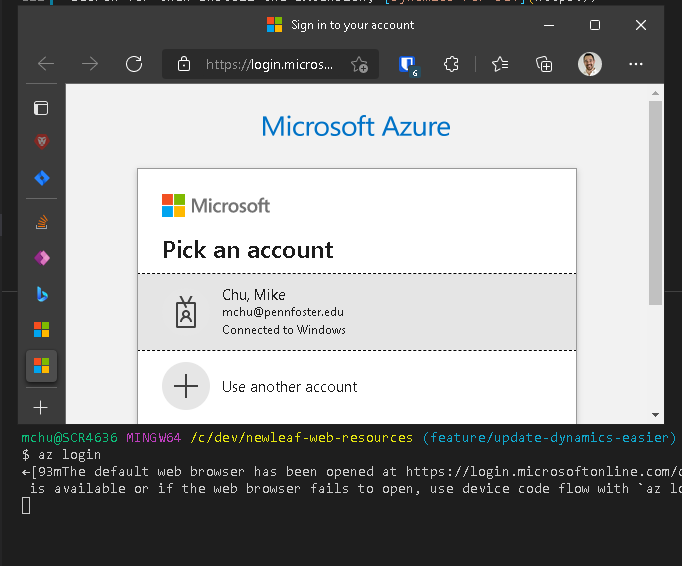 Sign in to your account
https://login.micros...
6
Microsoft Azure
Microsoft
Pick an account
Chu, Mike
mchu@pennfoster.edu
Connected to Windows
Use another account
mchu@SCR4636 MINGW64 /c/dev/newleaf-web-resources (feature/update-dynamics-easier)
$ az login
←[93mThe default web browser has been opened at https://login.microsoftonline.com/
is available or if the web browser fails to open, use device code flow with `az lo